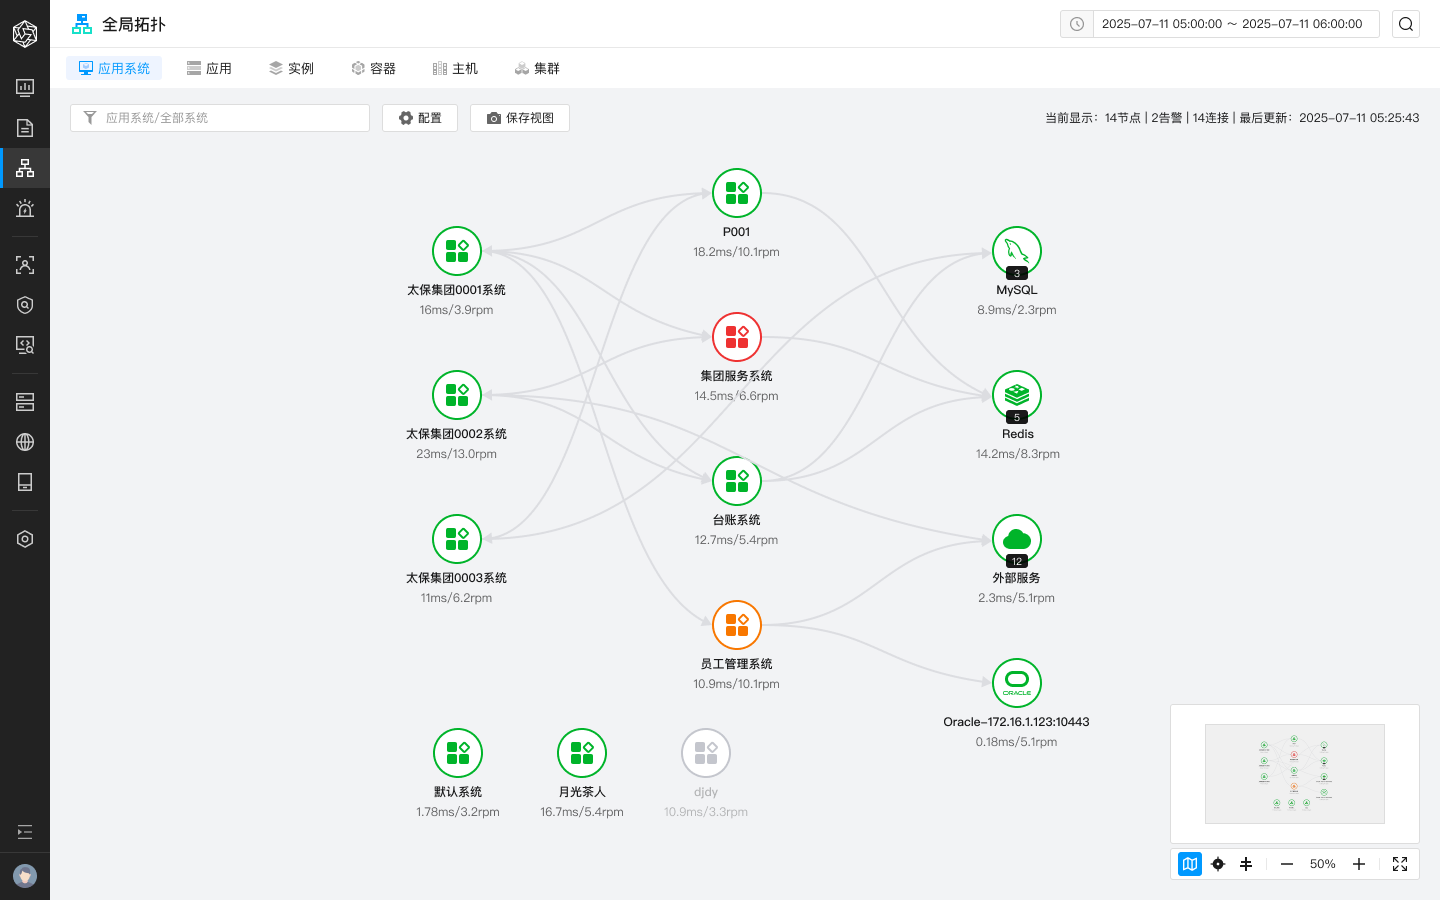 全局拓扑
2025-07-11 05:00:00 ~ 2025-07-11 06:00:00
应用系统
应用
实例
容器
主机
集群
应用系统/全部系统
配置
保存视图
当前显示：14节点 | 2告警 | 14连接 | 最后更新：2025-07-11 05:25:43
P001
18.2ms/10.1rpm
太保集团0001系统
16ms/3.9rpm
3
MySQL
8.9ms/2.3rpm
集团服务系统
14.5ms/6.6rpm
太保集团0002系统
23ms/13.0rpm
5
Redis
14.2ms/8.3rpm
台账系统
12.7ms/5.4rpm
太保集团0003系统
11ms/6.2rpm
12
外部服务
2.3ms/5.1rpm
员工管理系统
10.9ms/10.1rpm
ORACLE
Oracle-172.16.1.123:10443
0.18ms/5.1rpm
默认系统
1.78ms/3.2rpm
月光茶人
16.7ms/5.4rpm
djdy
10.9ms/3.3rpm
50%